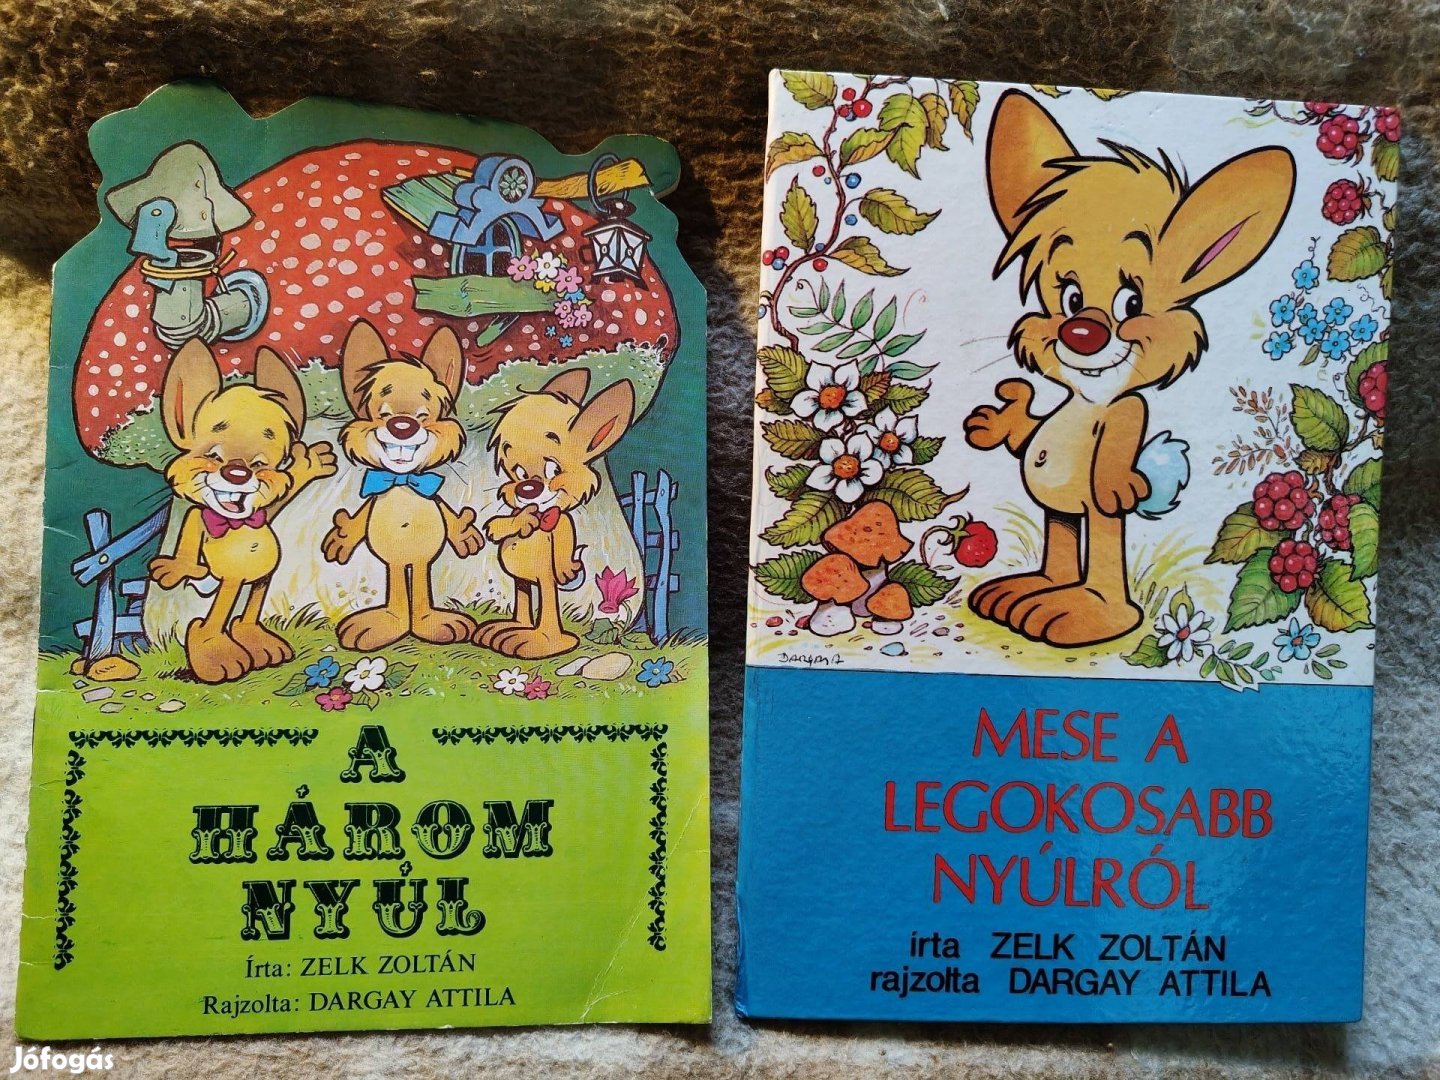 A
HÁROM
NYÚL
Írta: ZELK ZOLTÁN
Rajzolta: DARGAY ATTILA
DARGAY A
MESE A
LEGOKOSABB
NYÚLRÓL
írta ZELK ZOLTÁN
rajzolta DARGAY ATTILA
Jófogás